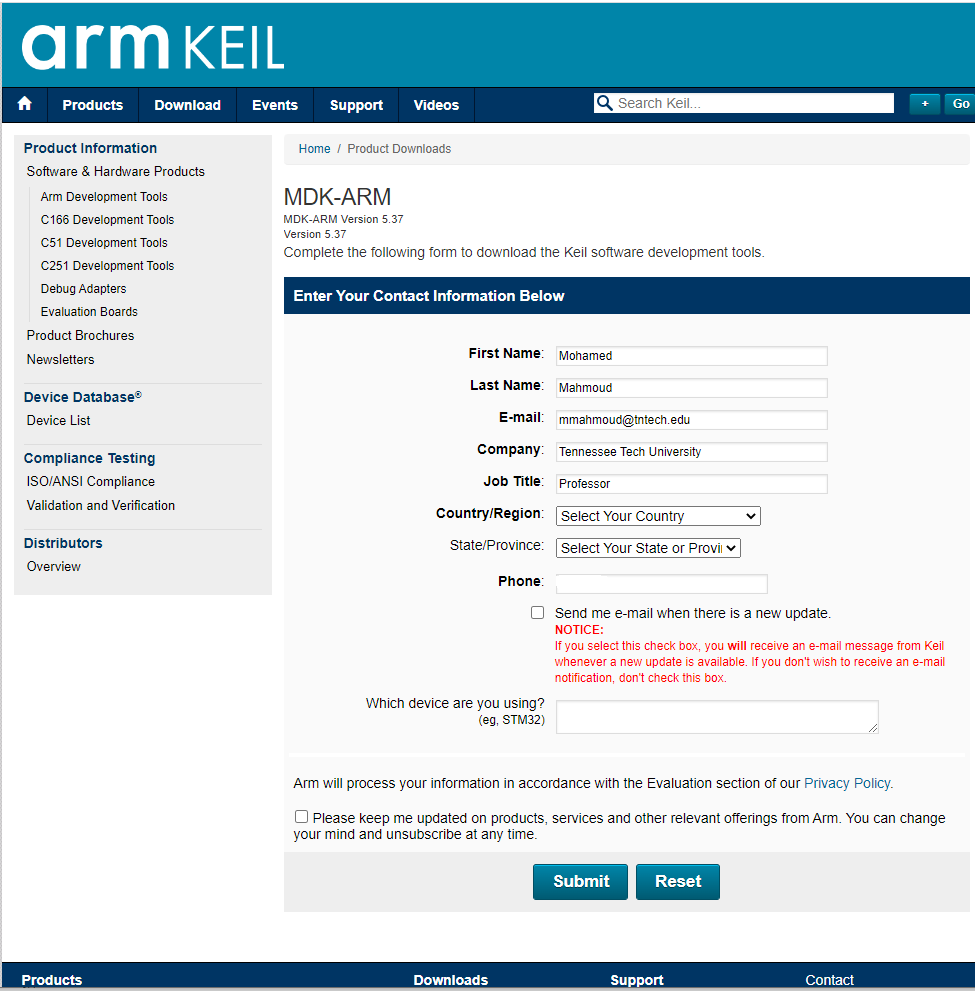 arm KEIL
Products Download Events Support Videos Search Keil... + Go
Product Information
Software & Hardware Products
Arm Development Tools
C166 Development Tools
C51 Development Tools
C251 Development Tools
Debug Adapters
Evaluation Boards
Product Brochures
Newsletters
Device Database®
Device List
Compliance Testing
ISO/ANSI Compliance
Validation and Verification
Distributors
Overview
Home / Product Downloads
MDK-ARM
MDK-ARM Version 5.37
Version 5.37
Complete the following form to download the Keil software development tools.
Enter Your Contact Information Below
First Name: Mohamed
Last Name: Mahmoud
E-mail: mmahmoud@tntech.edu
Company: Tennessee Tech University
Job Title: Professor
Country/Region: Select Your Country
State/Province: Select Your State or Provi
Phone:
Send me e-mail when there is a new update.
NOTICE:
If you select this check box, you will receive an e-mail message from Keil
whenever a new update is available. If you don't wish to receive an e-mail
notification, don't check this box.
Which device are you using?
(eg, STM32)
Arm will process your information in accordance with the Evaluation section of our Privacy Policy.
Please keep me updated on products, services and other relevant offerings from Arm. You can change
your mind and unsubscribe at any time.
Submit Reset
Products Downloads Support Contact